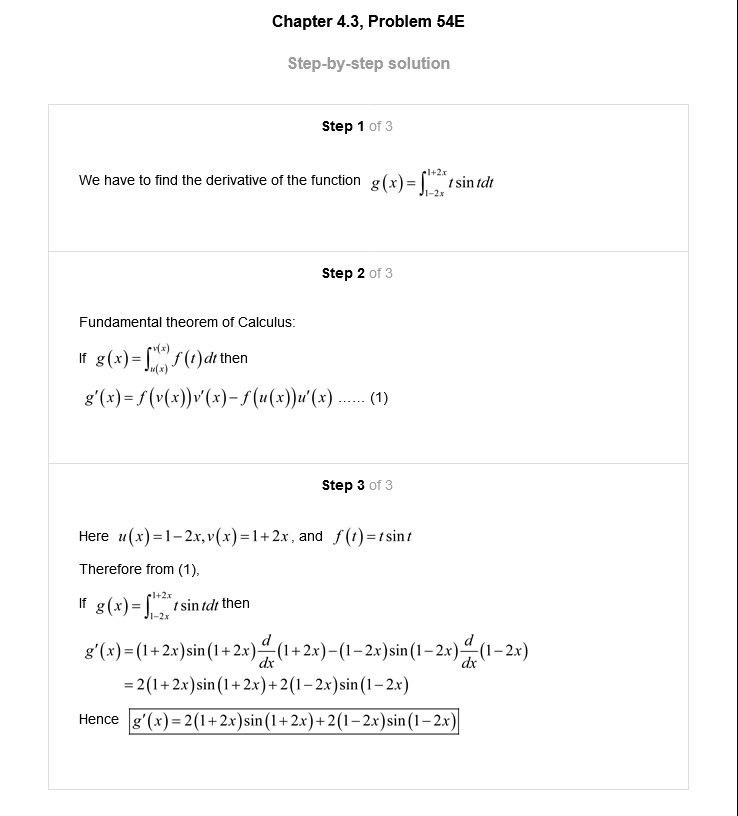 Chapter 4.3, Problem 54E
Step-by-step solution
Step 1 of 3
We have to find the derivative of the function g(x)=∫_{1−2x}^{1+2x} t sin t dt
Step 2 of 3
Fundamental theorem of Calculus:
If g(x)=∫_{u(x)}^{v(x)} f(t)dt then
g′(x)=f(v(x))v′(x)−f(u(x))u′(x) ...... (1)
Step 3 of 3
Here u(x)=1−2x, v(x)=1+2x, and f(t)=t sin t
Therefore from (1),
If g(x)=∫_{1−2x}^{1+2x} t sin t dt then
g′(x)=(1+2x)sin(1+2x) d/dx (1+2x)−(1−2x)sin(1−2x) d/dx (1−2x)
=2(1+2x)sin(1+2x)+2(1−2x)sin(1−2x)
Hence g′(x)=2(1+2x)sin(1+2x)+2(1−2x)sin(1−2x)